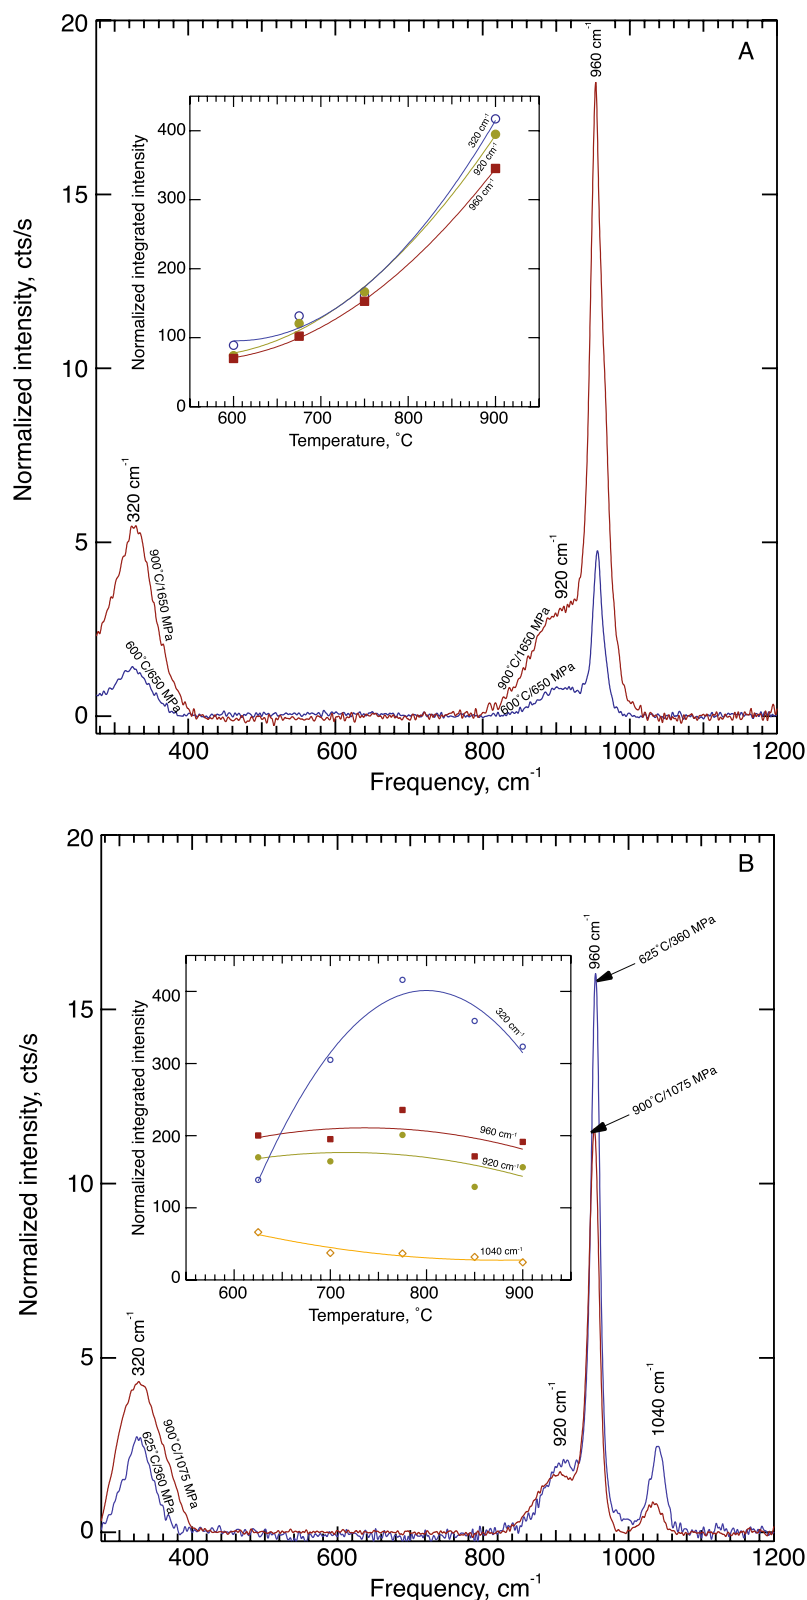 A
20
15
10
5
0
Normalized intensity, cts/s
960 cm⁻¹
400
300
200
100
0
Normalized integrated intensity
320 cm⁻¹
920 cm⁻¹
960 cm⁻¹
600 700 800 900
Temperature, ˚C
320 cm⁻¹
900˚C/1650 MPa
600˚C/650 MPa
920 cm⁻¹
900˚C/1650 MPa
600˚C/650 MPa
400 600 800 1000 1200
Frequency, cm⁻¹
B
20
15
10
5
0
Normalized intensity, cts/s
960 cm⁻¹
625˚C/360 MPa
900˚C/1075 MPa
400
300
200
100
0
Normalized integrated intensity
320 cm⁻¹
960 cm⁻¹
920 cm⁻¹
1040 cm⁻¹
600 700 800 900
Temperature, ˚C
320 cm⁻¹
900˚C/1075 MPa
625˚C/360 MPa
920 cm⁻¹
1040 cm⁻¹
400 600 800 1000 1200
Frequency, cm⁻¹